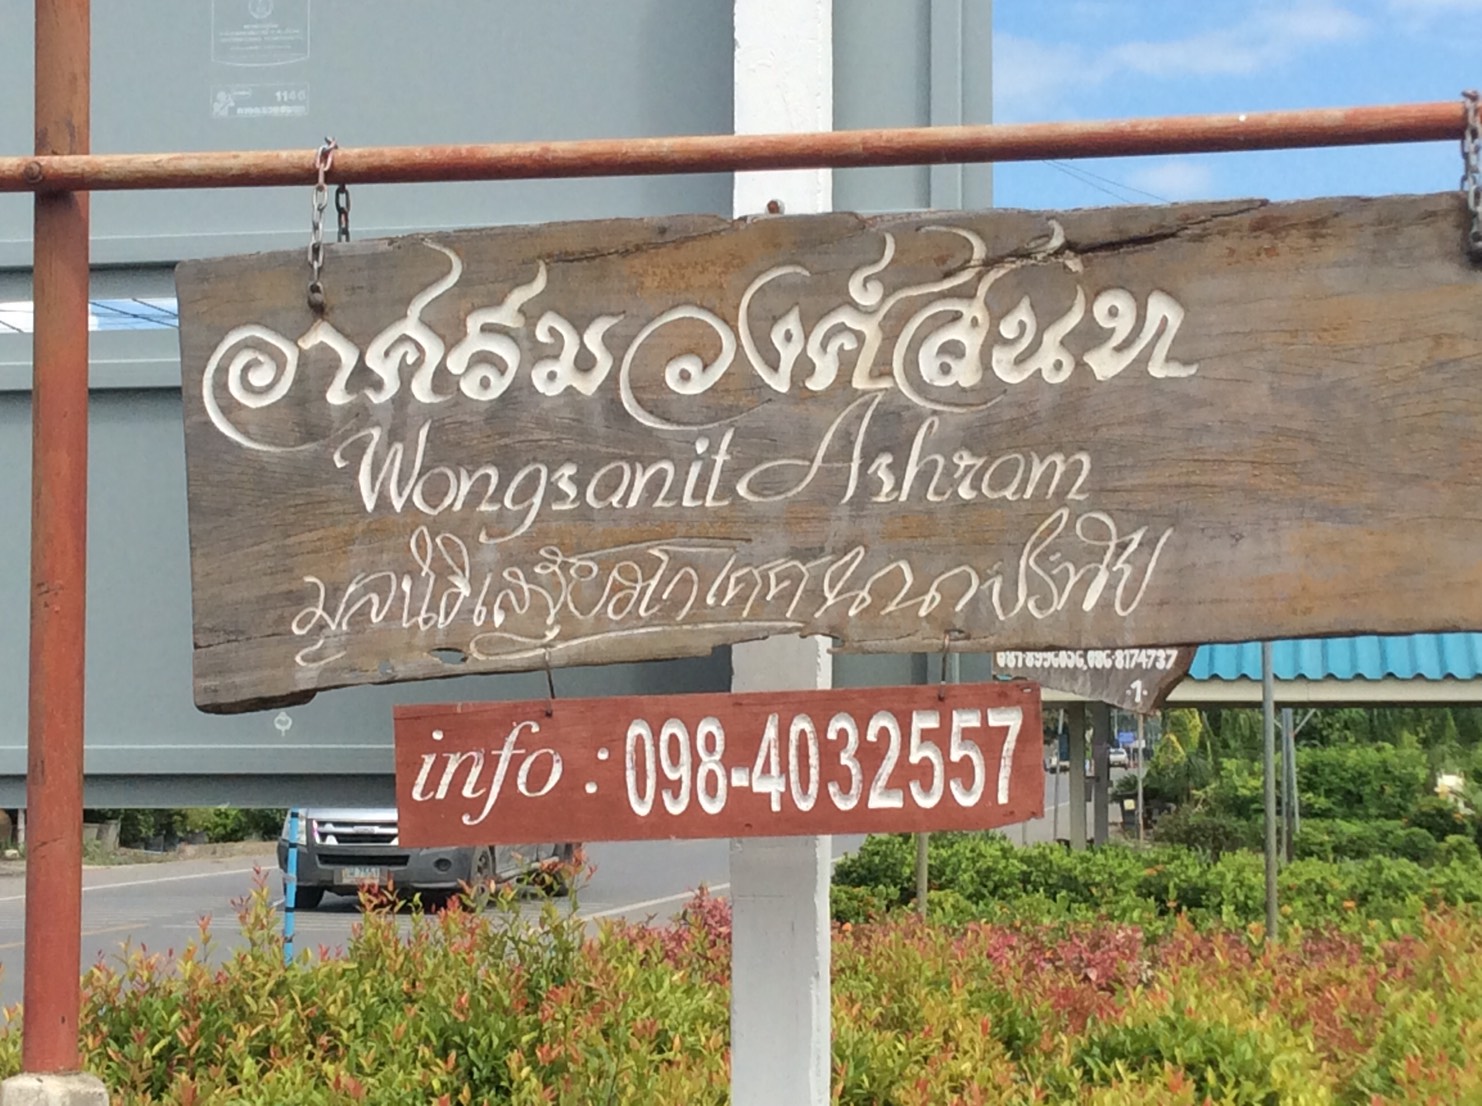 อาศรมวงศ์สนิท
Wongsanit Ashram
มูลนิธิเสฐียรโกเศศ นาคะประทีป
info : 098-4032557
086-8174737